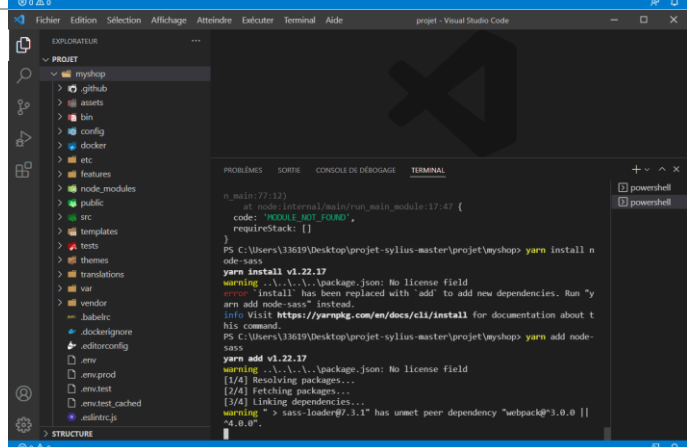 0 0
Fichier Edition Sélection Affichage Atteindre Exécuter Terminal Aide projet - Visual Studio Code
EXPLORATEUR
PROJET
myshop
.github
assets
bin
config
docker
etc
features
node_modules
public
src
templates
tests
themes
translations
var
vendor
.babelrc
.dockerignore
.editorconfig
.env
.env.prod
.env.test
.env.test_cached
.eslintrc.js
STRUCTURE
PROBLÈMES SORTIE CONSOLE DE DÉBOGAGE TERMINAL
powershell
powershell
n_main:77:12)
at node:internal/main/run_main_module:17:47 {
code: 'MODULE_NOT_FOUND',
requireStack: []
}
PS C:\Users\33619\Desktop\projet-sylius-master\projet\myshop> yarn install n
ode-sass
yarn install v1.22.17
warning ..\..\..\package.json: No license field
error `install` has been replaced with `add` to add new dependencies. Run "y
arn add node-sass" instead.
info Visit https://yarnpkg.com/en/docs/cli/install for documentation about t
his command.
PS C:\Users\33619\Desktop\projet-sylius-master\projet\myshop> yarn add node-
sass
yarn add v1.22.17
warning ..\..\..\package.json: No license field
[1/4] Resolving packages...
[2/4] Fetching packages...
[3/4] Linking dependencies...
warning " > sass-loader@7.3.1" has unmet peer dependency "webpack@^3.0.0 ||
^4.0.0".